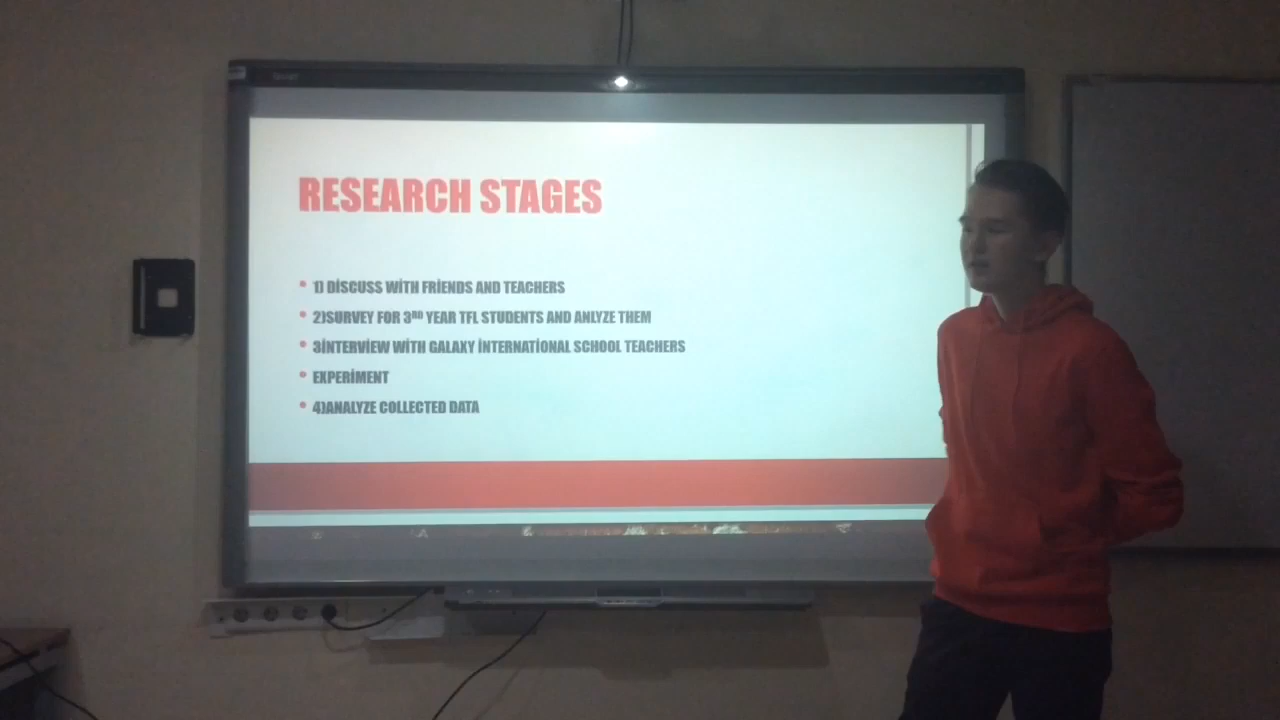 RESEARCH STAGES
• 1) DİSCUSS WİTH FRİENDS AND TEACHERS
• 2)SURVEY FOR 3RD YEAR TFL STUDENTS AND ANLYZE THEM
• 3İNTERVİEW WİTH GALAXY İNTERNATİONAL SCHOOL TEACHERS
• EXPERİMENT
• 4)ANALYZE COLLECTED DATA